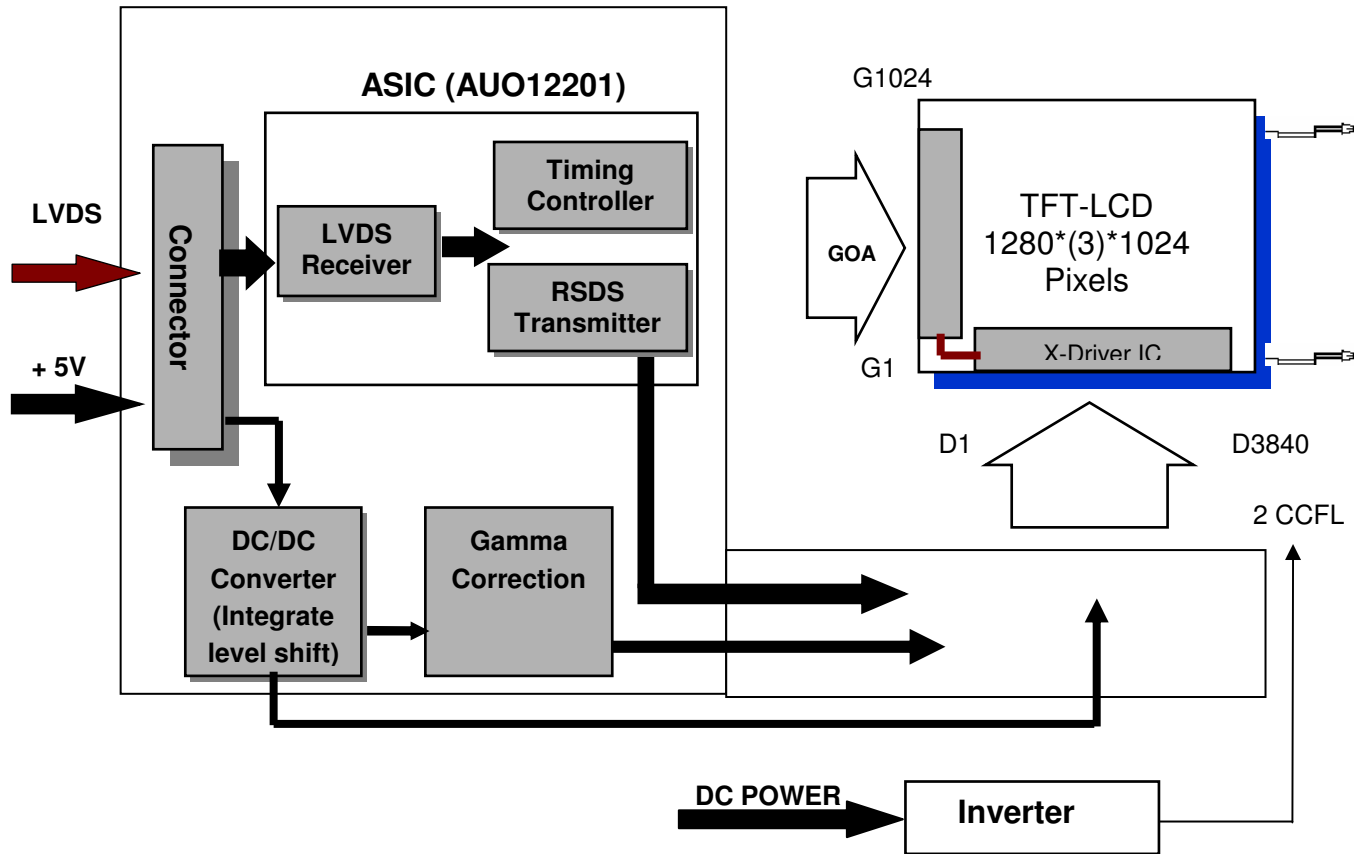 ASIC (AUO12201)
LVDS
+ 5V
Connector
LVDS
Receiver
Timing
Controller
RSDS
Transmitter
DC/DC
Converter
(Integrate
level shift)
Gamma
Correction
G1024
GOA
TFT-LCD
1280*(3)*1024
Pixels
X-Driver IC
G1
D1
D3840
2 CCFL
DC POWER
Inverter